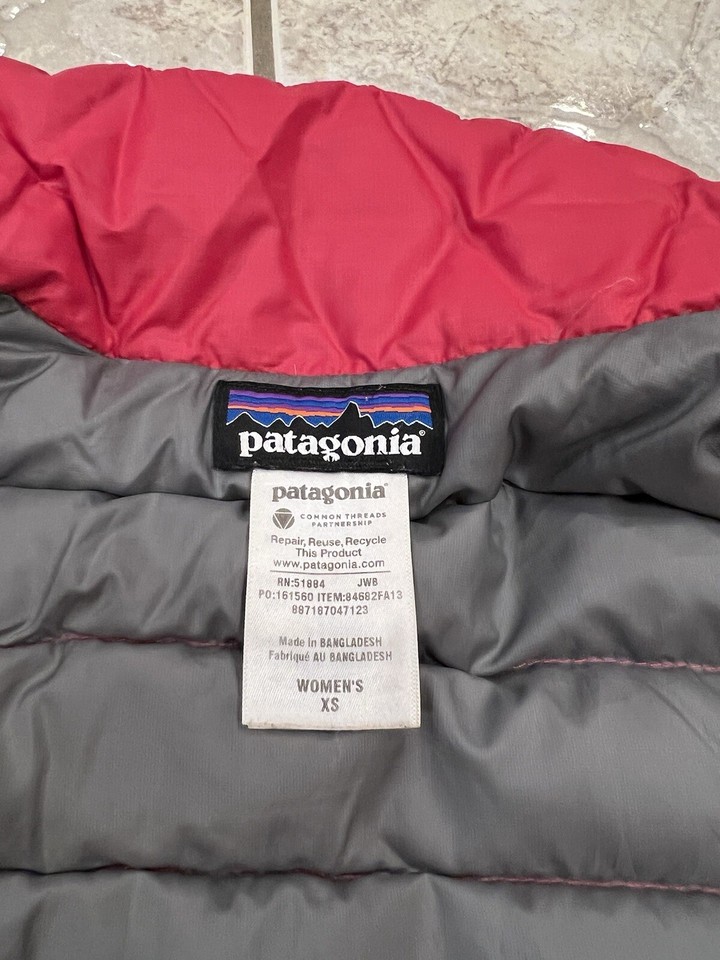 patagonia®
patagonia®
COMMON THREADS
PARTNERSHIP
Repair, Reuse, Recycle
This Product
www.patagonia.com
RN:51884 JWB
PO:161560 ITEM:84682FA13
887187047123
Made in BANGLADESH
Fabriqué AU BANGLADESH
WOMEN'S
XS